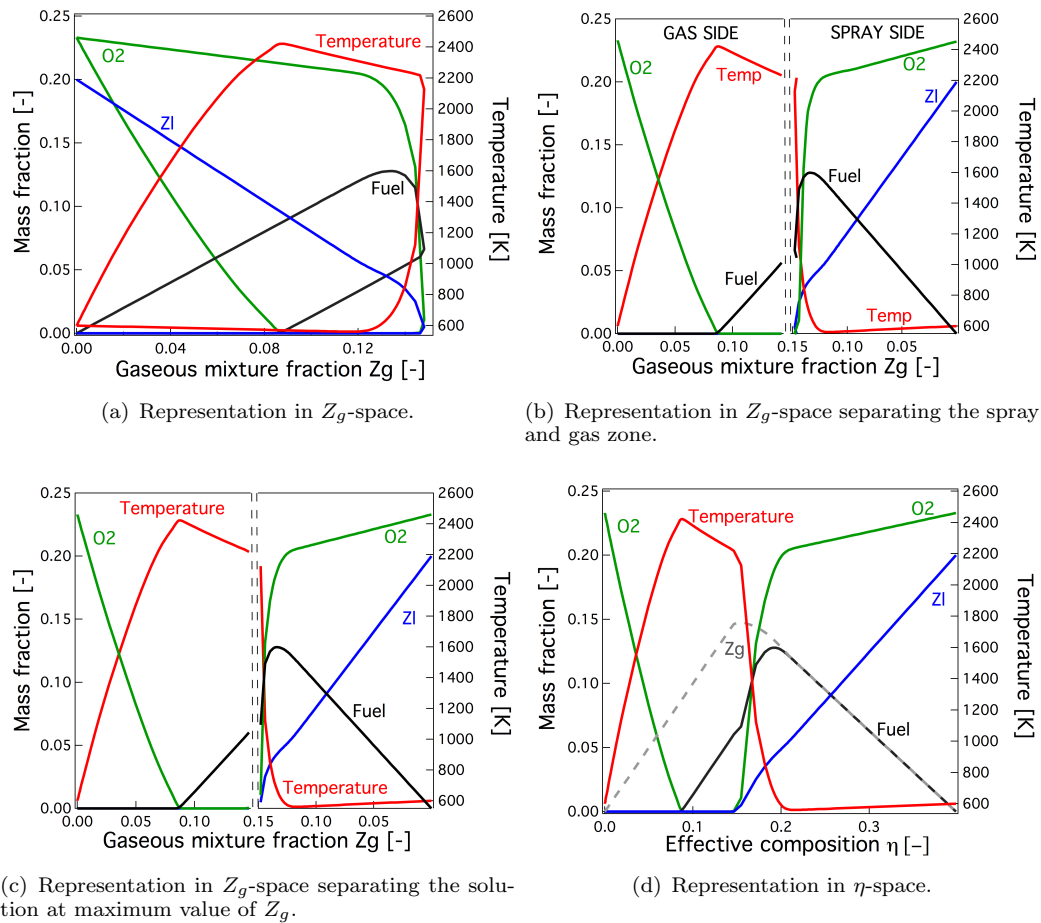 0.25
0.20
0.15
0.10
0.05
0.00
Mass fraction [-]
O2
Zl
Temperature
Fuel
2600
2400
2200
2000
1800
1600
1400
1200
1000
800
600
Temperature [K]
0.00 0.04 0.08 0.12
Gaseous mixture fraction Zg [-]
(a) Representation in Zg-space.
0.25
0.20
0.15
0.10
0.05
0.00
Mass fraction [-]
GAS SIDE SPRAY SIDE
O2
Temp
Fuel
O2
Zl
Fuel
Temp
2600
2400
2200
2000
1800
1600
1400
1200
1000
800
600
Temperature [K]
0.00 0.05 0.10 0.15 0.10 0.05
Gaseous mixture fraction Zg [-]
(b) Representation in Zg-space separating the spray
and gas zone.
0.25
0.20
0.15
0.10
0.05
0.00
Mass fraction [-]
Temperature
O2
O2
Zl
Fuel
Temperature
2600
2400
2200
2000
1800
1600
1400
1200
1000
800
600
Temperature [K]
0.00 0.05 0.10 0.15 0.10 0.05
Gaseous mixture fraction Zg [-]
(c) Representation in Zg-space separating the solu-
tion at maximum value of Zg.
0.25
0.20
0.15
0.10
0.05
0.00
Mass fraction [-]
O2
Temperature
O2
Zl
Zg
Fuel
2600
2400
2200
2000
1800
1600
1400
1200
1000
800
600
Temperature [K]
0.0 0.1 0.2 0.3
Effective composition η [–]
(d) Representation in η-space.